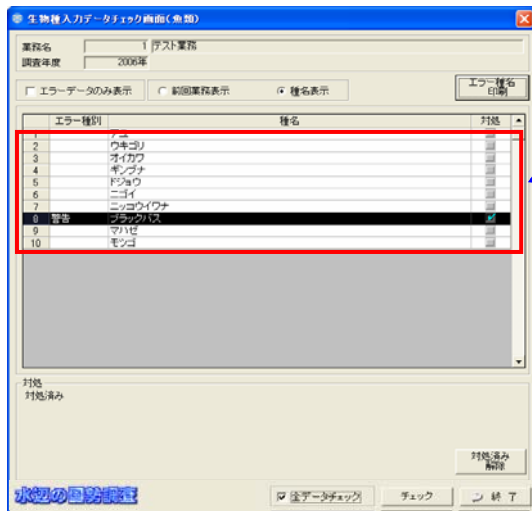 生物種入力データチェック画面(魚類)
業務名 1 テスト業務
調査年度 2006年
エラーデータのみ表示 前回業務表示 種名表示 エラー種名印刷
エラー種別 種名 対処
1 アユ
2 ウキゴリ
3 オイカワ
4 ギンブナ
5 ドジョウ
6 ニゴイ
7 ニッコウイワナ
8 警告 ブラックバス
9 マハゼ
10 モツゴ
対処
対処済み
対処済み
解除
水辺の国勢調査 全データチェック チェック 終了